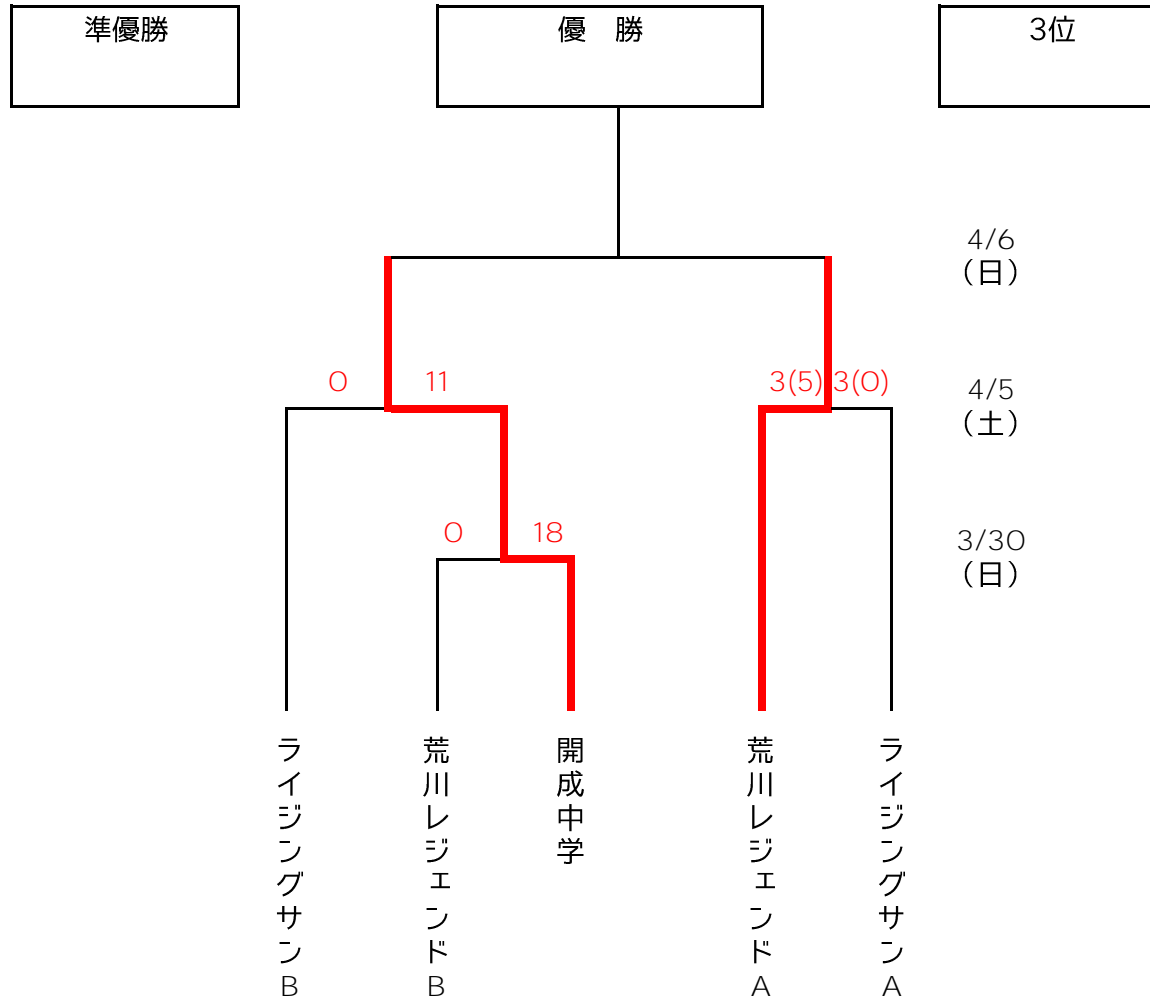 準優勝
優　勝
3位
4/6
（日）
0
11
3(5)
3(0)
4/5
（土）
0
18
3/30
（日）
ライジングサンB
荒川レジェンドB
開成中学
荒川レジェンドA
ライジングサンA